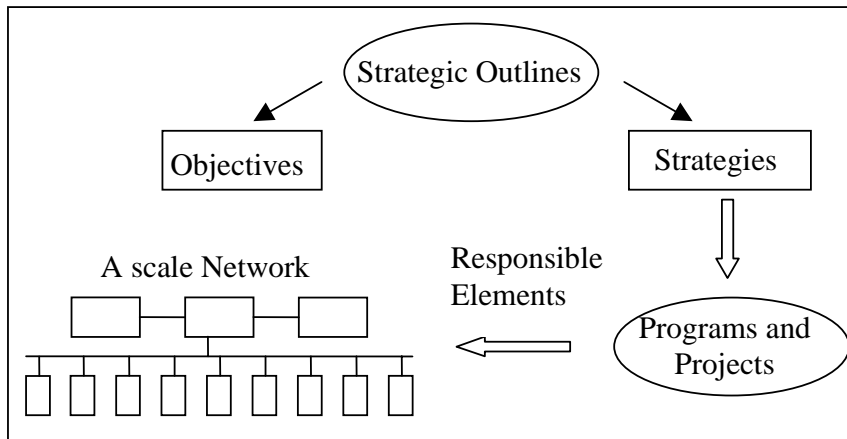 Strategic Outlines
Objectives
Strategies
A scale Network
Responsible
Elements
Programs and
Projects